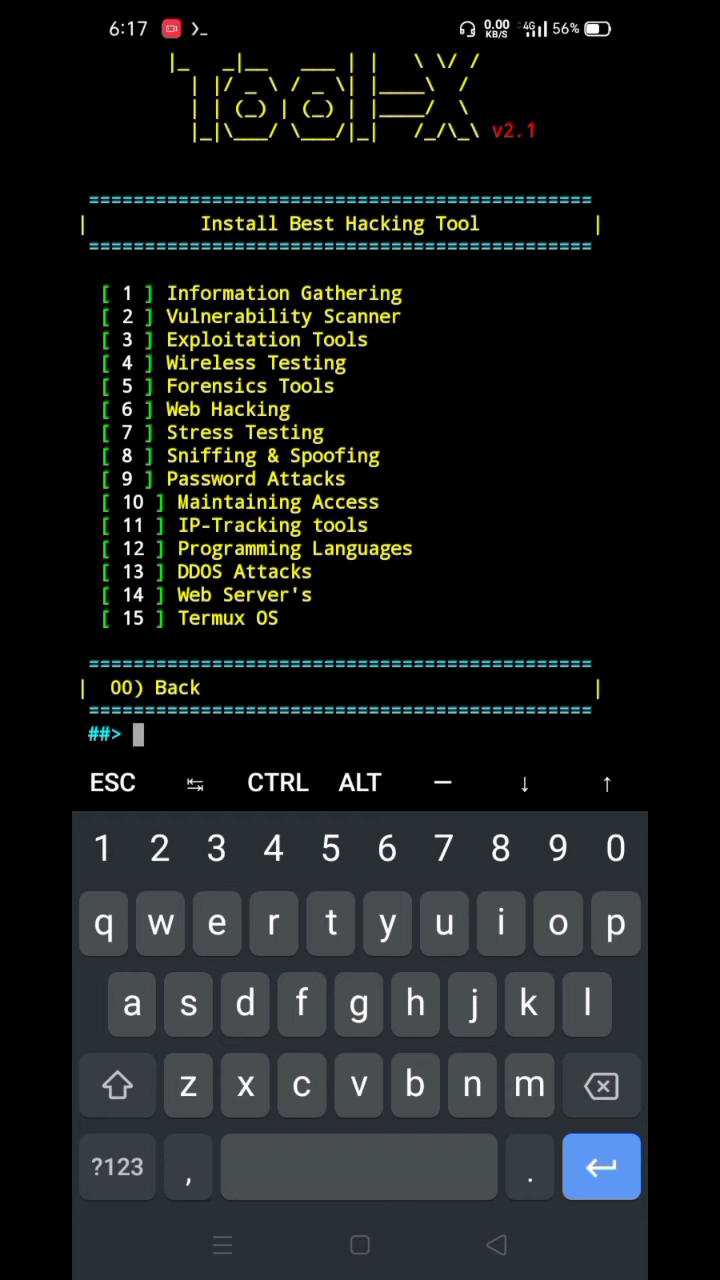 6:17 0.00 KB/S 4G 56%
Tool-X v2.1
=============================================
| Install Best Hacking Tool |
=============================================
[ 1 ] Information Gathering
[ 2 ] Vulnerability Scanner
[ 3 ] Exploitation Tools
[ 4 ] Wireless Testing
[ 5 ] Forensics Tools
[ 6 ] Web Hacking
[ 7 ] Stress Testing
[ 8 ] Sniffing & Spoofing
[ 9 ] Password Attacks
[ 10 ] Maintaining Access
[ 11 ] IP-Tracking tools
[ 12 ] Programming Languages
[ 13 ] DDOS Attacks
[ 14 ] Web Server's
[ 15 ] Termux OS
=============================================
| 00) Back |
=============================================
##>
ESC ↹ CTRL ALT — ↓ ↑
1 2 3 4 5 6 7 8 9 0
q w e r t y u i o p
a s d f g h j k l
z x c v b n m
?123 , .